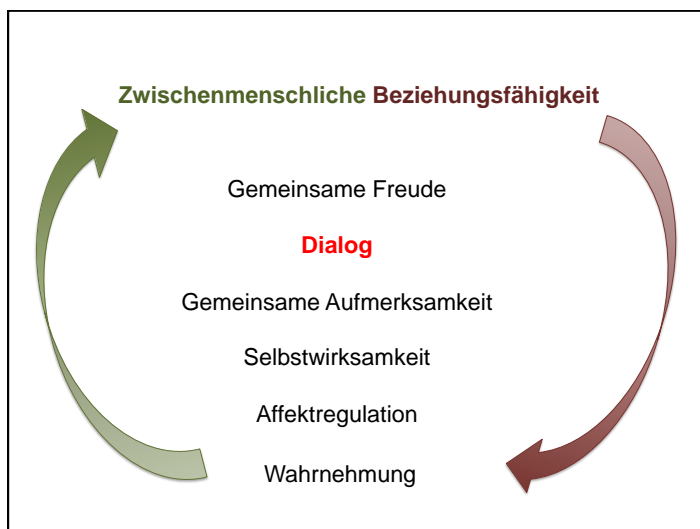 Zwischenmenschliche Beziehungsfähigkeit
Gemeinsame Freude
Dialog
Gemeinsame Aufmerksamkeit
Selbstwirksamkeit
Affektregulation
Wahrnehmung